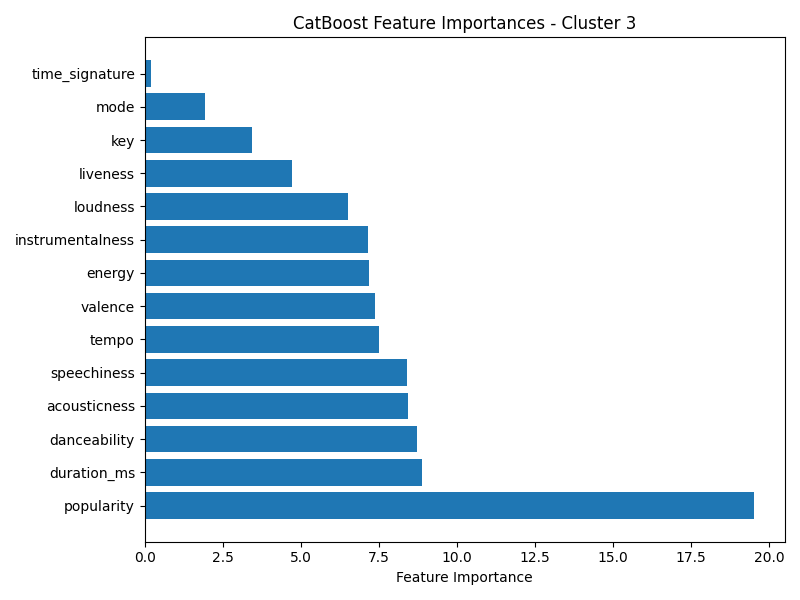 CatBoost Feature Importances - Cluster 3
time_signature
mode
key
liveness
loudness
instrumentalness
energy
valence
tempo
speechiness
acousticness
danceability
duration_ms
popularity
0.0 2.5 5.0 7.5 10.0 12.5 15.0 17.5 20.0
Feature Importance